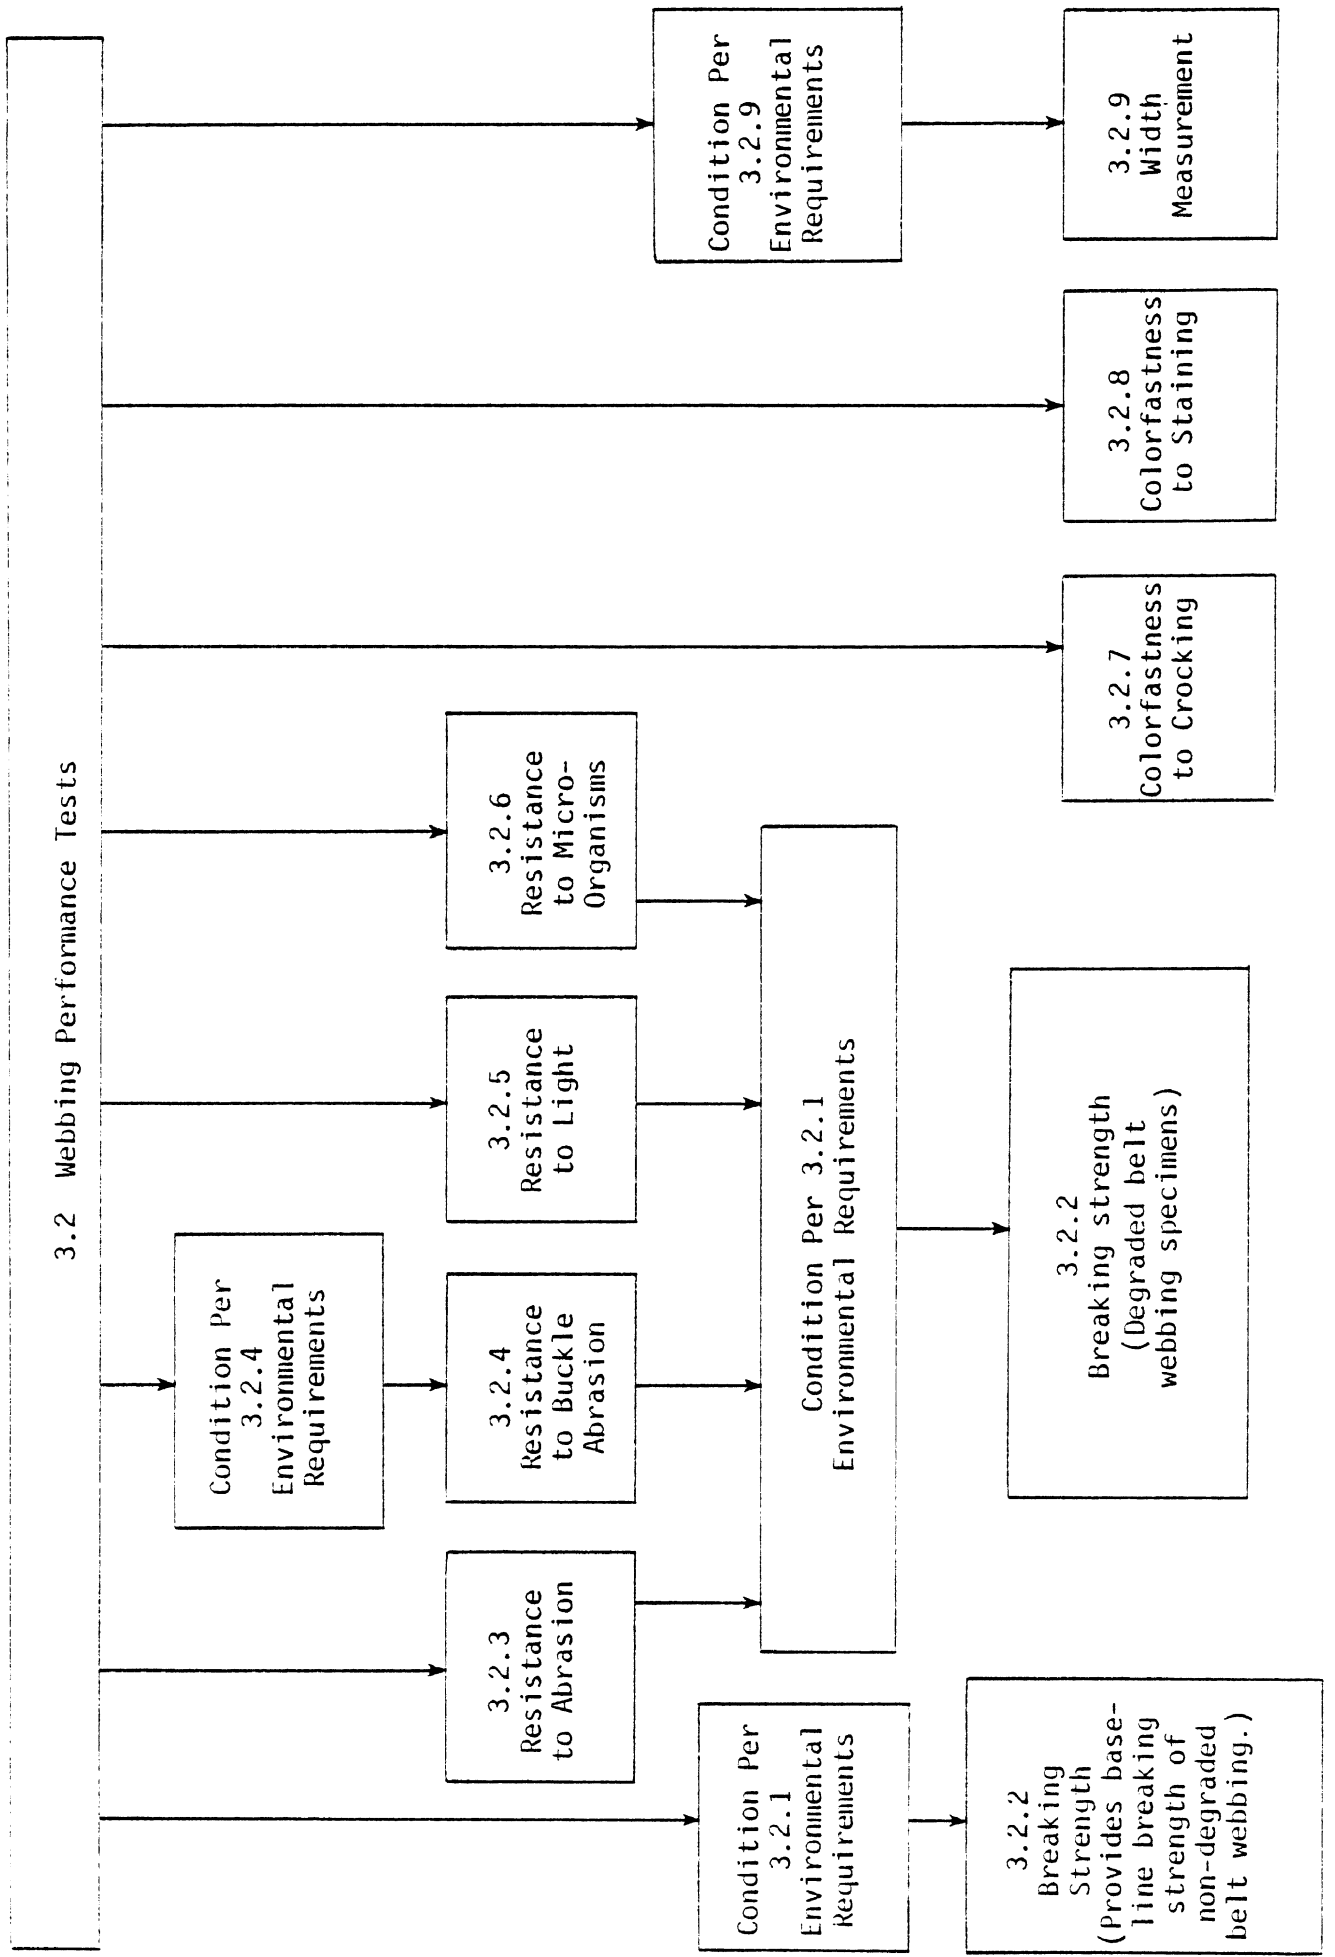 3.2 Webbing Performance Tests
Condition Per
3.2.4
Environmental
Requirements
3.2.3
Resistance
to Abrasion
3.2.4
Resistance
to Buckle
Abrasion
3.2.5
Resistance
to Light
3.2.6
Resistance
to Micro-
Organisms
Condition Per
3.2.1
Environmental
Requirements
Condition Per 3.2.1
Environmental Requirements
Condition Per
3.2.9
Environmental
Requirements
3.2.2
Breaking
Strength
(Provides base-
line breaking
strength of
non-degraded
belt webbing.)
3.2.2
Breaking strength
(Degraded belt
webbing specimens)
3.2.7
Colorfastness
to Crocking
3.2.8
Colorfastness
to Staining
3.2.9
Width
Measurement